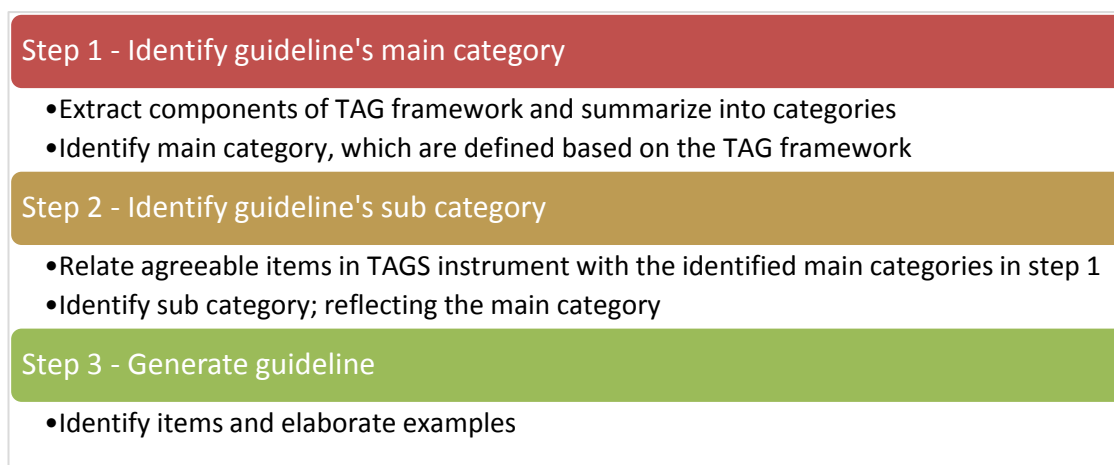 Step 1 - Identify guideline's main category
•Extract components of TAG framework and summarize into categories
•Identify main category, which are defined based on the TAG framework
Step 2 - Identify guideline's sub category
•Relate agreeable items in TAGS instrument with the identified main categories in step 1
•Identify sub category; reflecting the main category
Step 3 - Generate guideline
•Identify items and elaborate examples